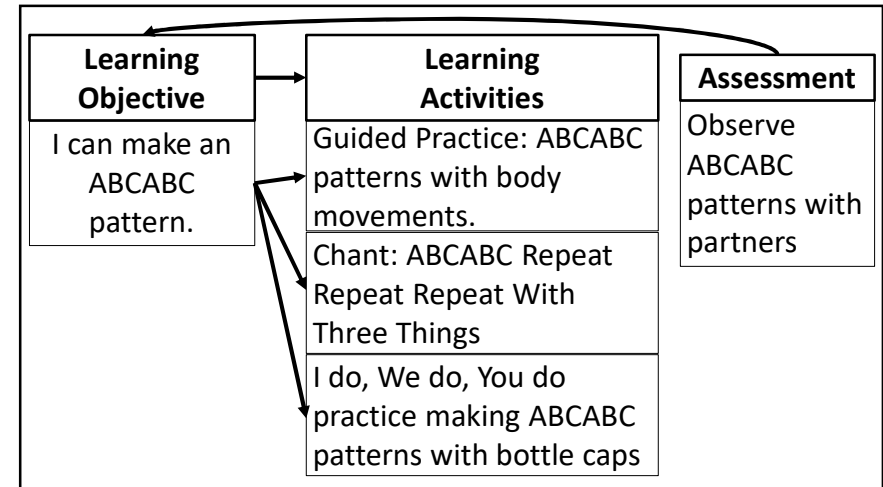 Learning
Objective
I can make an
ABCABC
pattern.
Learning
Activities
Guided Practice: ABCABC
patterns with body
movements.
Chant: ABCABC Repeat
Repeat Repeat With
Three Things
I do, We do, You do
practice making ABCABC
patterns with bottle caps
Assessment
Observe
ABCABC
patterns with
partners